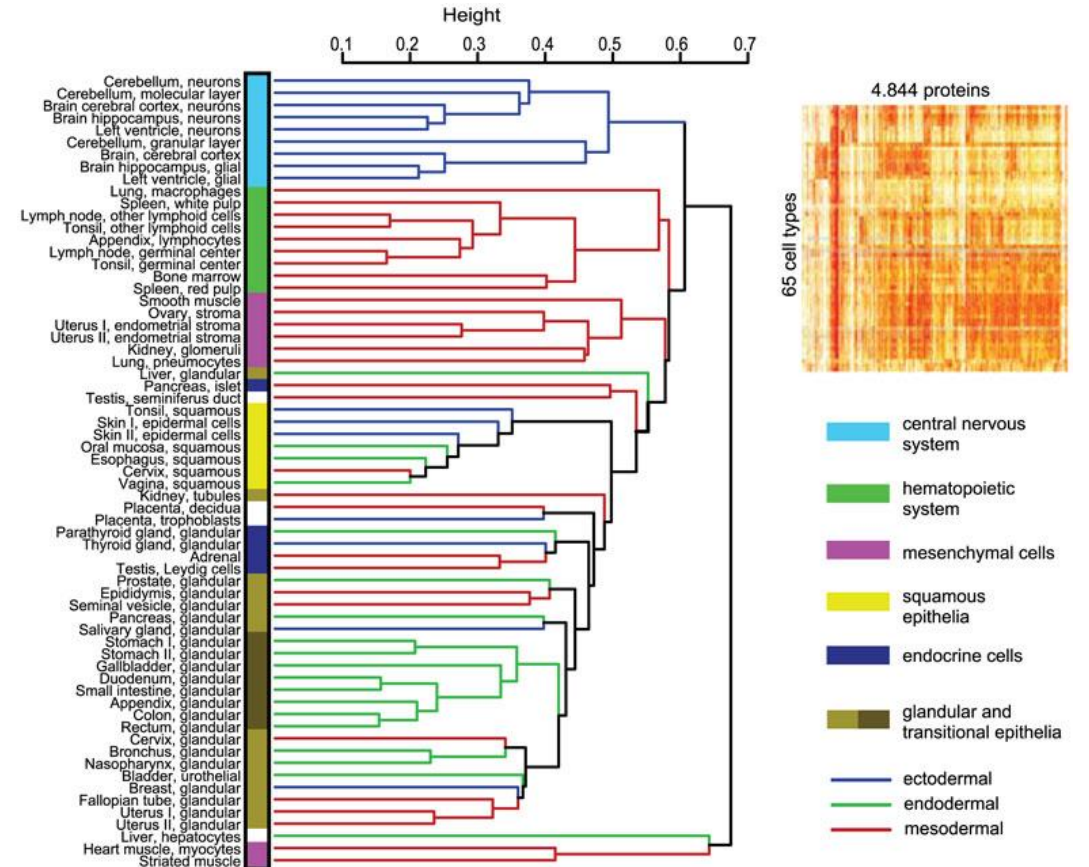 Height
0.1 0.2 0.3 0.4 0.5 0.6 0.7
Cerebellum, neurons
Cerebellum, molecular layer
Brain cerebral cortex, neurons
Brain hippocampus, neurons
Left ventricle, neurons
Cerebellum, granular layer
Brain, cerebral cortex
Brain hippocampus, glial
Left ventricle, glial
Lung, macrophages
Spleen, white pulp
Lymph node, other lymphoid cells
Tonsil, other lymphoid cells
Appendix, lymphocytes
Lymph node, germinal center
Tonsil, germinal center
Bone marrow
Spleen, red pulp
Smooth muscle
Ovary, stroma
Uterus I, endometrial stroma
Uterus II, endometrial stroma
Kidney, glomeruli
Lung, pneumocytes
Liver, glandular
Pancreas, islet
Testis, seminiferus duct
Tonsil, squamous
Skin I, epidermal cells
Skin II, epidermal cells
Oral mucosa, squamous
Esophagus, squamous
Cervix, squamous
Vagina, squamous
Kidney, tubules
Placenta, decidua
Placenta, trophoblasts
Parathyroid gland, glandular
Thyroid gland, glandular
Adrenal
Testis, Leydig cells
Prostate, glandular
Epididymis, glandular
Seminal vesicle, glandular
Pancreas, glandular
Salivary gland, glandular
Stomach I, glandular
Stomach II, glandular
Gallbladder, glandular
Duodenum, glandular
Small intestine, glandular
Appendix, glandular
Colon, glandular
Rectum, glandular
Cervix, glandular
Bronchus, glandular
Nasopharynx, glandular
Bladder, urothelial
Breast, glandular
Fallopian tube, glandular
Uterus I, glandular
Uterus II, glandular
Liver, hepatocytes
Heart muscle, myocytes
Striated muscle
4.844 proteins
65 cell types
central nervous
system
hematopoietic
system
mesenchymal cells
squamous
epithelia
endocrine cells
glandular and
transitional epithelia
ectodermal
endodermal
mesodermal